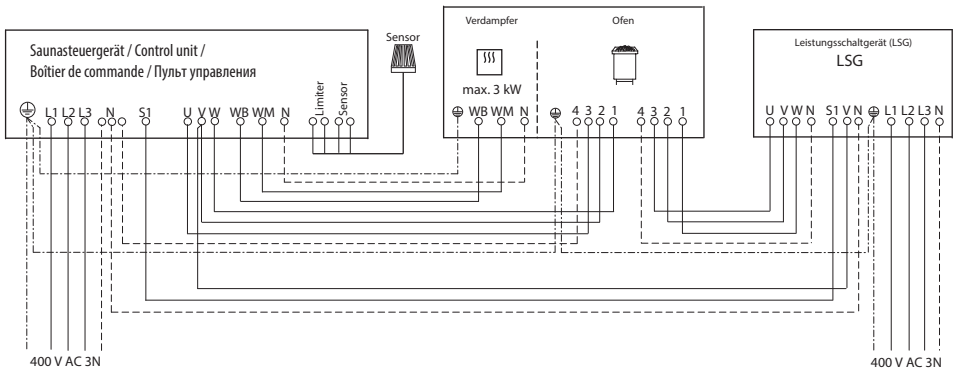 Saunasteuergerät / Control unit /
Boîtier de commande / Пульт управления
Sensor
Verdampfer
Ofen
max. 3 kW
Leistungsschaltgerät (LSG)
LSG
L1 L2 L3 N S1 U V W WB WM N Limiter Sensor
WB WM N 4 3 2 1 4 3 2 1
U V W N S1 V N L1 L2 L3 N
400 V AC 3N
400 V AC 3N